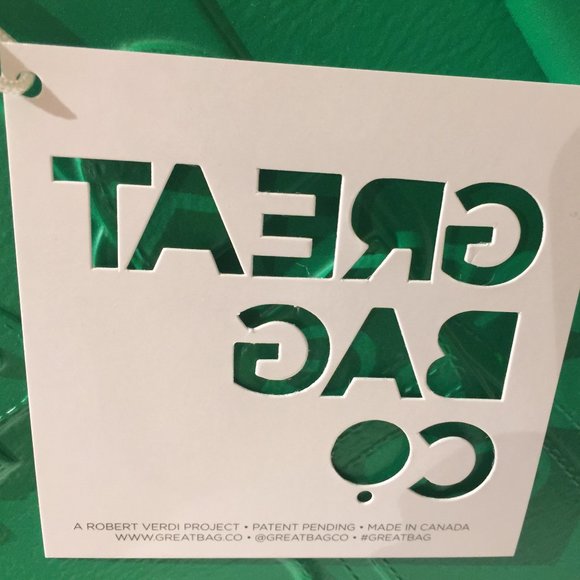 GREAT
BAG
CO.
A ROBERT VERDI PROJECT • PATENT PENDING • MADE IN CANADA
WWW.GREATBAG.CO • @GREATBAGCO • #GREATBAG